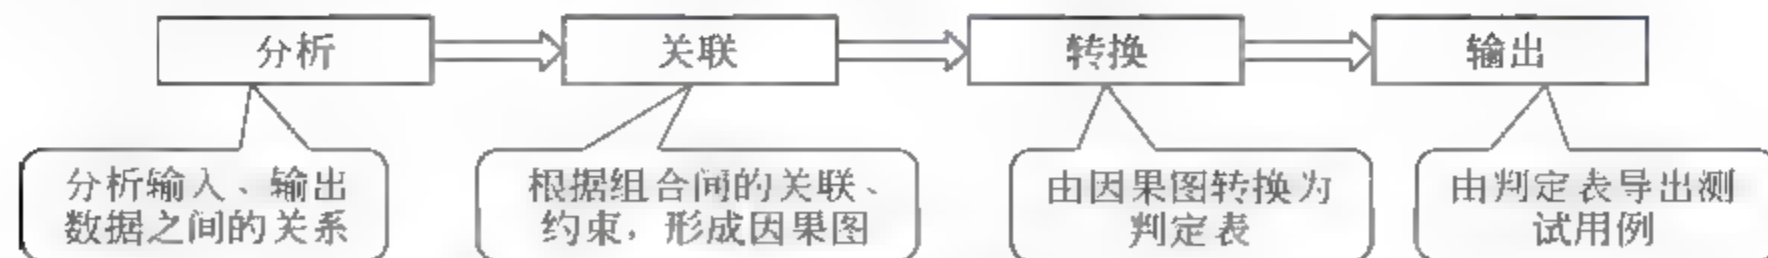 分析
关联
转换
输出
分析输入、输出
数据之间的关系
根据组合间的关联、
约束，形成因果图
由因果图转换为
判定表
由判定表导出测
试用例